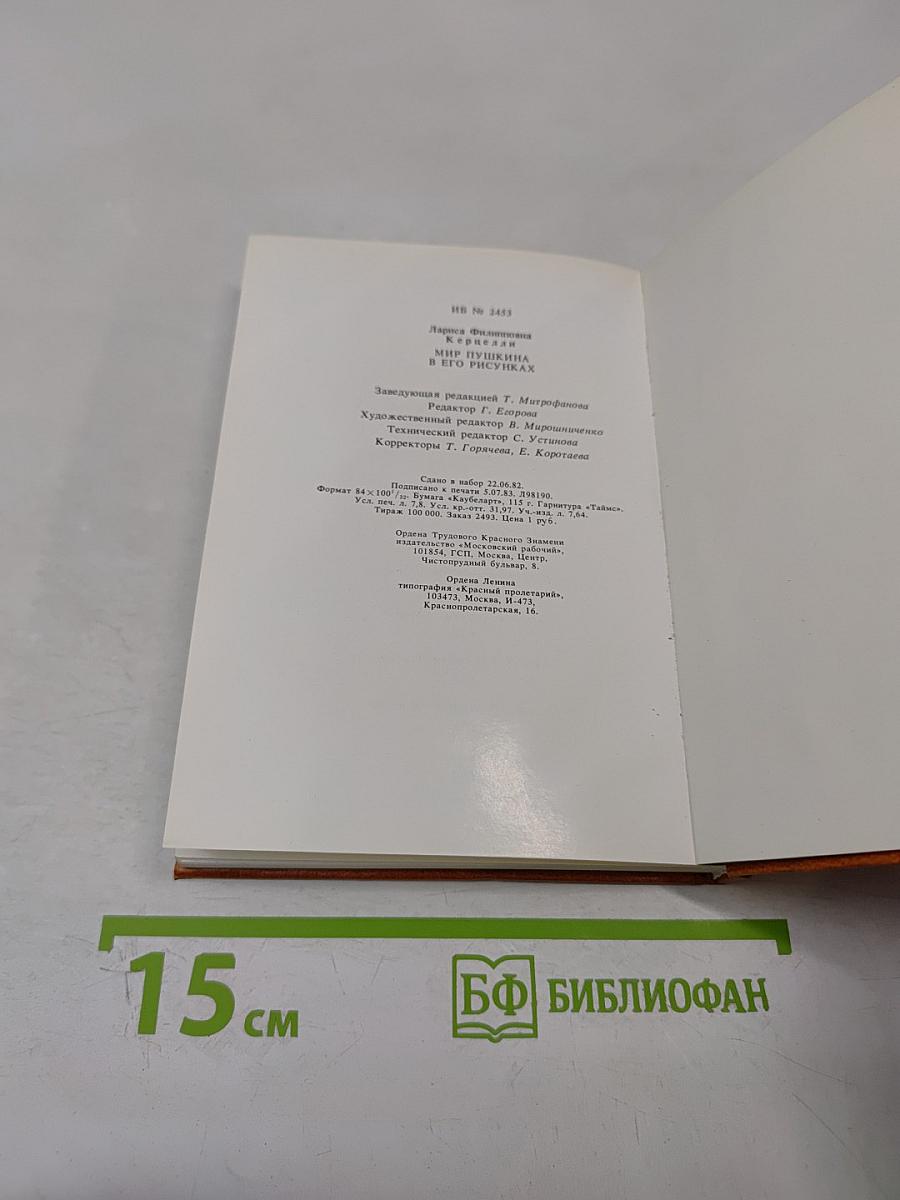 ИБ № 2453
Лариса Филипповна
Керцелли
МИР ПУШКИНА
В ЕГО РИСУНКАХ
Заведующая редакцией Т. Митрофанова
Редактор Г. Егорова
Художественный редактор В. Мирошниченко
Технический редактор С. Устинова
Корректоры Т. Горячева, Е. Коротаева
Сдано в набор 22.06.82.
Подписано к печати 5.07.83. Л98190.
Формат 84×100¹/₃₂. Бумага «Каубеларт», 115 г. Гарнитура «Таймс».
Усл. печ. л. 7,8. Усл. кр.-отт. 31,97. Уч.-изд. л. 7,64.
Тираж 100 000. Заказ 2493. Цена 1 руб.
Ордена Трудового Красного Знамени
издательство «Московский рабочий»,
101854, ГСП, Москва, Центр,
Чистопрудный бульвар, 8.
Ордена Ленина
типография «Красный пролетарий»,
103473, Москва, И-473,
Краснопролетарская, 16.
15 см
БФ БИБЛИОФАН